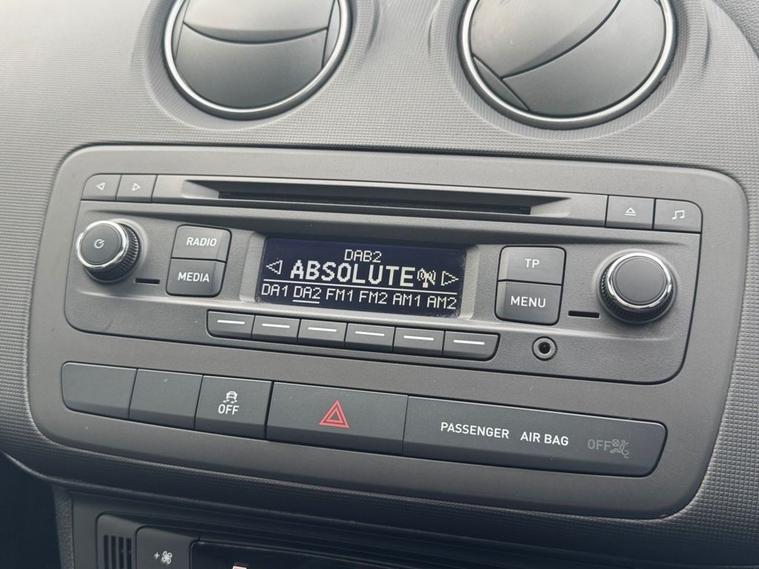 RADIO
MEDIA
DAB2
ABSOLUTE
DA1 DA2 FM1 FM2 AM1 AM2
TP
MENU
OFF
PASSENGER AIR BAG OFF